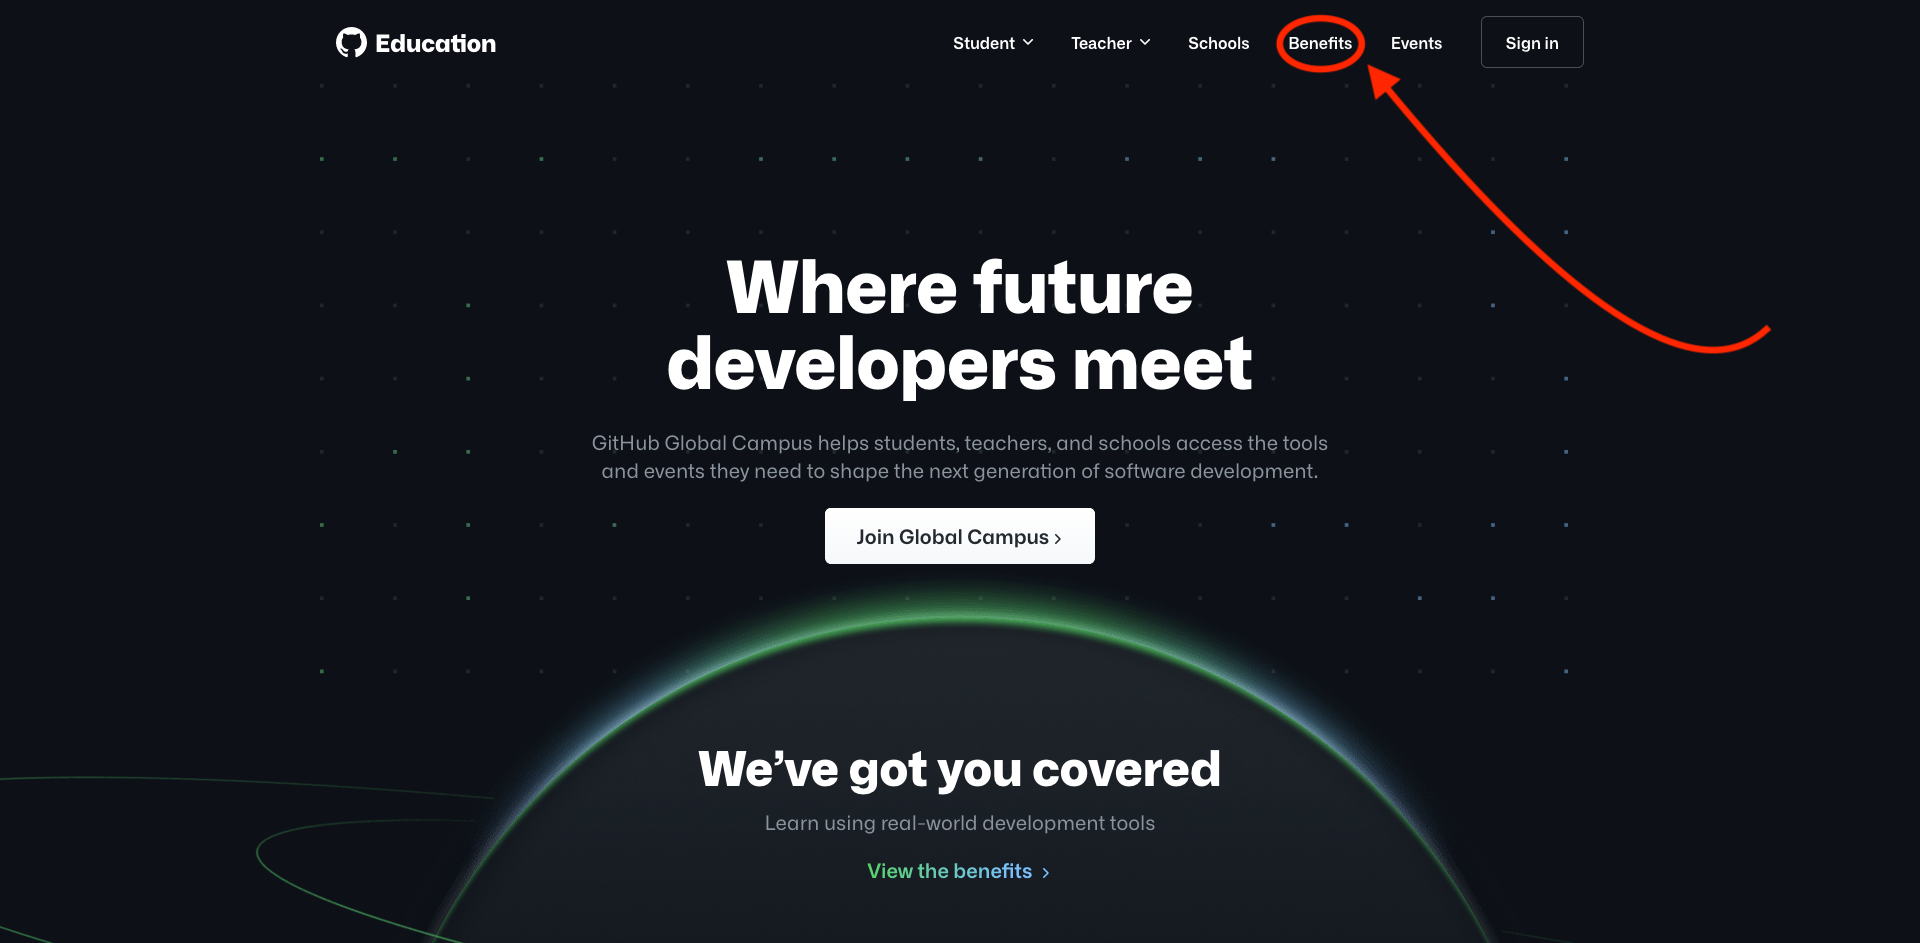 Education
Student
Teacher
Schools
Benefits
Events
Sign in
Where future
developers meet
GitHub Global Campus helps students, teachers, and schools access the tools
and events they need to shape the next generation of software development.
Join Global Campus ›
We’ve got you covered
Learn using real-world development tools
View the benefits ›